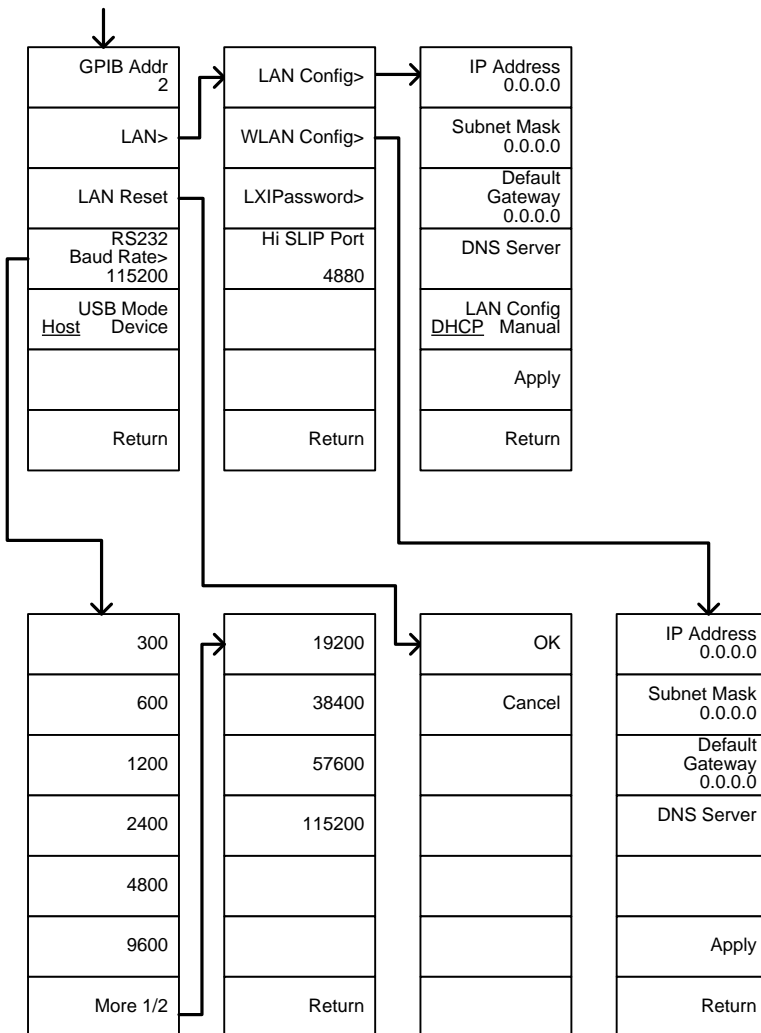 GPIB Addr
2
LAN>
LAN Reset
RS232
Baud Rate>
115200
USB Mode
Host Device
Return
LAN Config>
WLAN Config>
LXIPassword>
Hi SLIP Port
4880
Return
IP Address
0.0.0.0
Subnet Mask
0.0.0.0
Default
Gateway
0.0.0.0
DNS Server
LAN Config
DHCP Manual
Apply
Return
300
600
1200
2400
4800
9600
More 1/2
19200
38400
57600
115200
Return
OK
Cancel
IP Address
0.0.0.0
Subnet Mask
0.0.0.0
Default
Gateway
0.0.0.0
DNS Server
Apply
Return